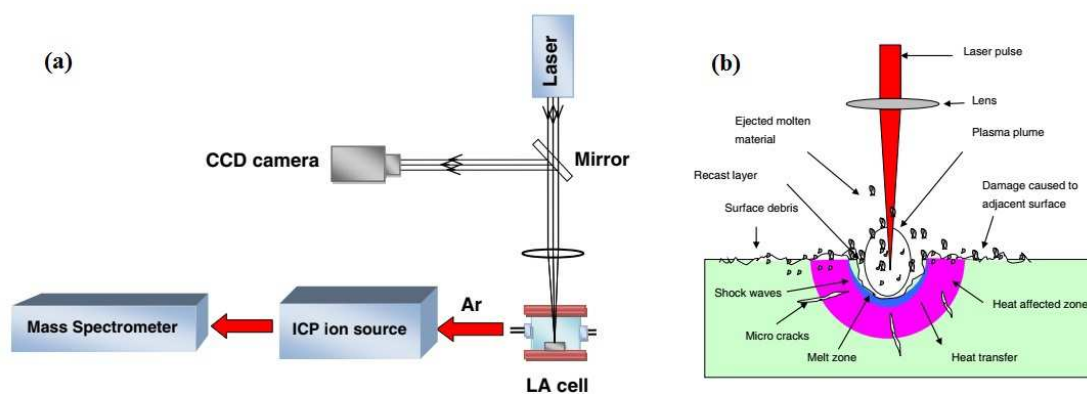 (a)
Laser
CCD camera
Mirror
Mass Spectrometer
ICP ion source
Ar
LA cell
(b)
Laser pulse
Lens
Ejected molten
material
Plasma plume
Recast layer
Surface debris
Damage caused to
adjacent surface
Shock waves
Heat affected zone
Micro cracks
Melt zone
Heat transfer